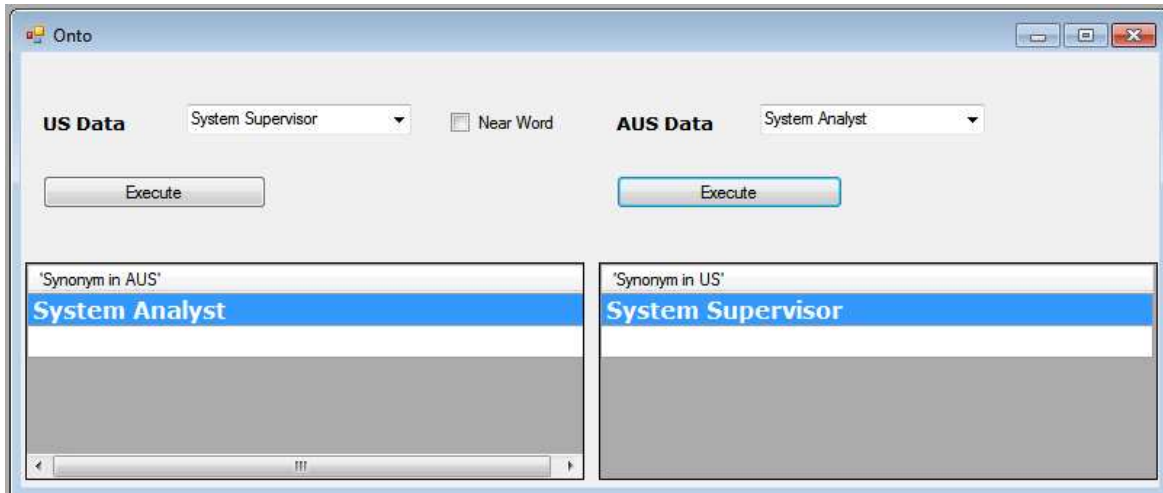 Onto
US Data System Supervisor Near Word AUS Data System Analyst
Execute Execute
'Synonym in AUS' 'Synonym in US'
System Analyst System Supervisor